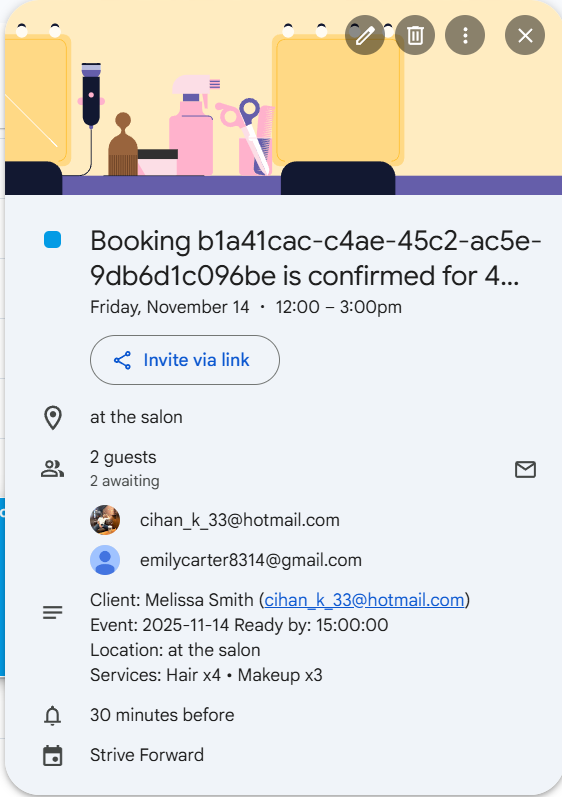 Booking b1a41cac-c4ae-45c2-ac5e-
9db6d1c096be is confirmed for 4...
Friday, November 14 · 12:00 – 3:00pm
Invite via link
at the salon
2 guests
2 awaiting
cihan_k_33@hotmail.com
emilycarter8314@gmail.com
Client: Melissa Smith (cihan_k_33@hotmail.com)
Event: 2025-11-14 Ready by: 15:00:00
Location: at the salon
Services: Hair x4 • Makeup x3
30 minutes before
Strive Forward